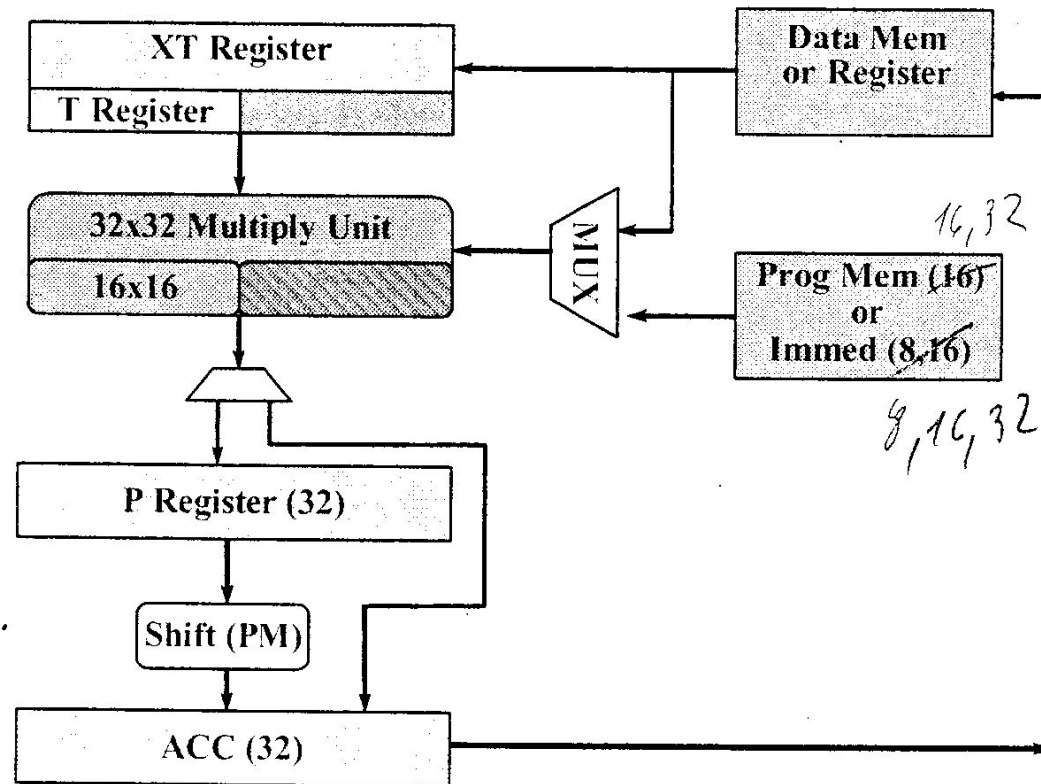 XT Register
T Register
Data Mem
or Register
32x32 Multiply Unit
16x16
MUX
16,32
Prog Mem (16)
or
Immed (8,16)
8,16,32
P Register (32)
Shift (PM)
ACC (32)